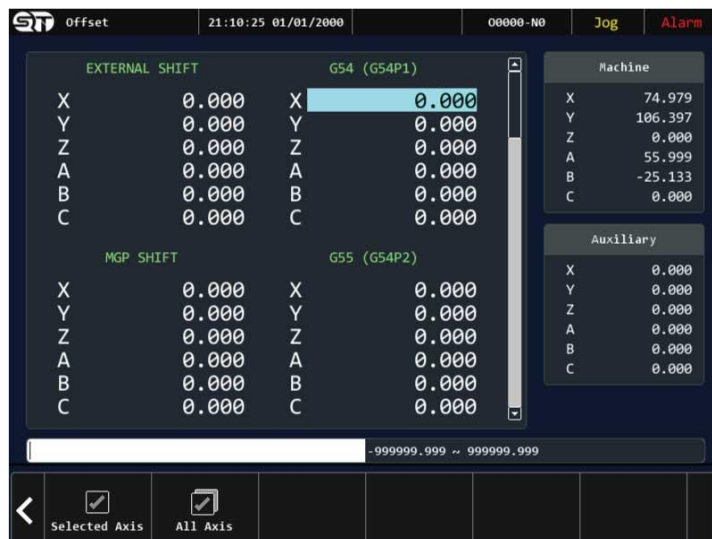 Offset 21:10:25 01/01/2000 O0000-N0 Jog Alarm
EXTERNAL SHIFT
X 0.000
Y 0.000
Z 0.000
A 0.000
B 0.000
C 0.000
G54 (G54P1)
X 0.000
Y 0.000
Z 0.000
A 0.000
B 0.000
C 0.000
MGP SHIFT
X 0.000
Y 0.000
Z 0.000
A 0.000
B 0.000
C 0.000
G55 (G54P2)
X 0.000
Y 0.000
Z 0.000
A 0.000
B 0.000
C 0.000
Machine
X 74.979
Y 106.397
Z 0.000
A 55.999
B -25.133
C 0.000
Auxiliary
X 0.000
Y 0.000
Z 0.000
A 0.000
B 0.000
C 0.000
-999999.999 ~ 999999.999
Selected Axis
All Axis